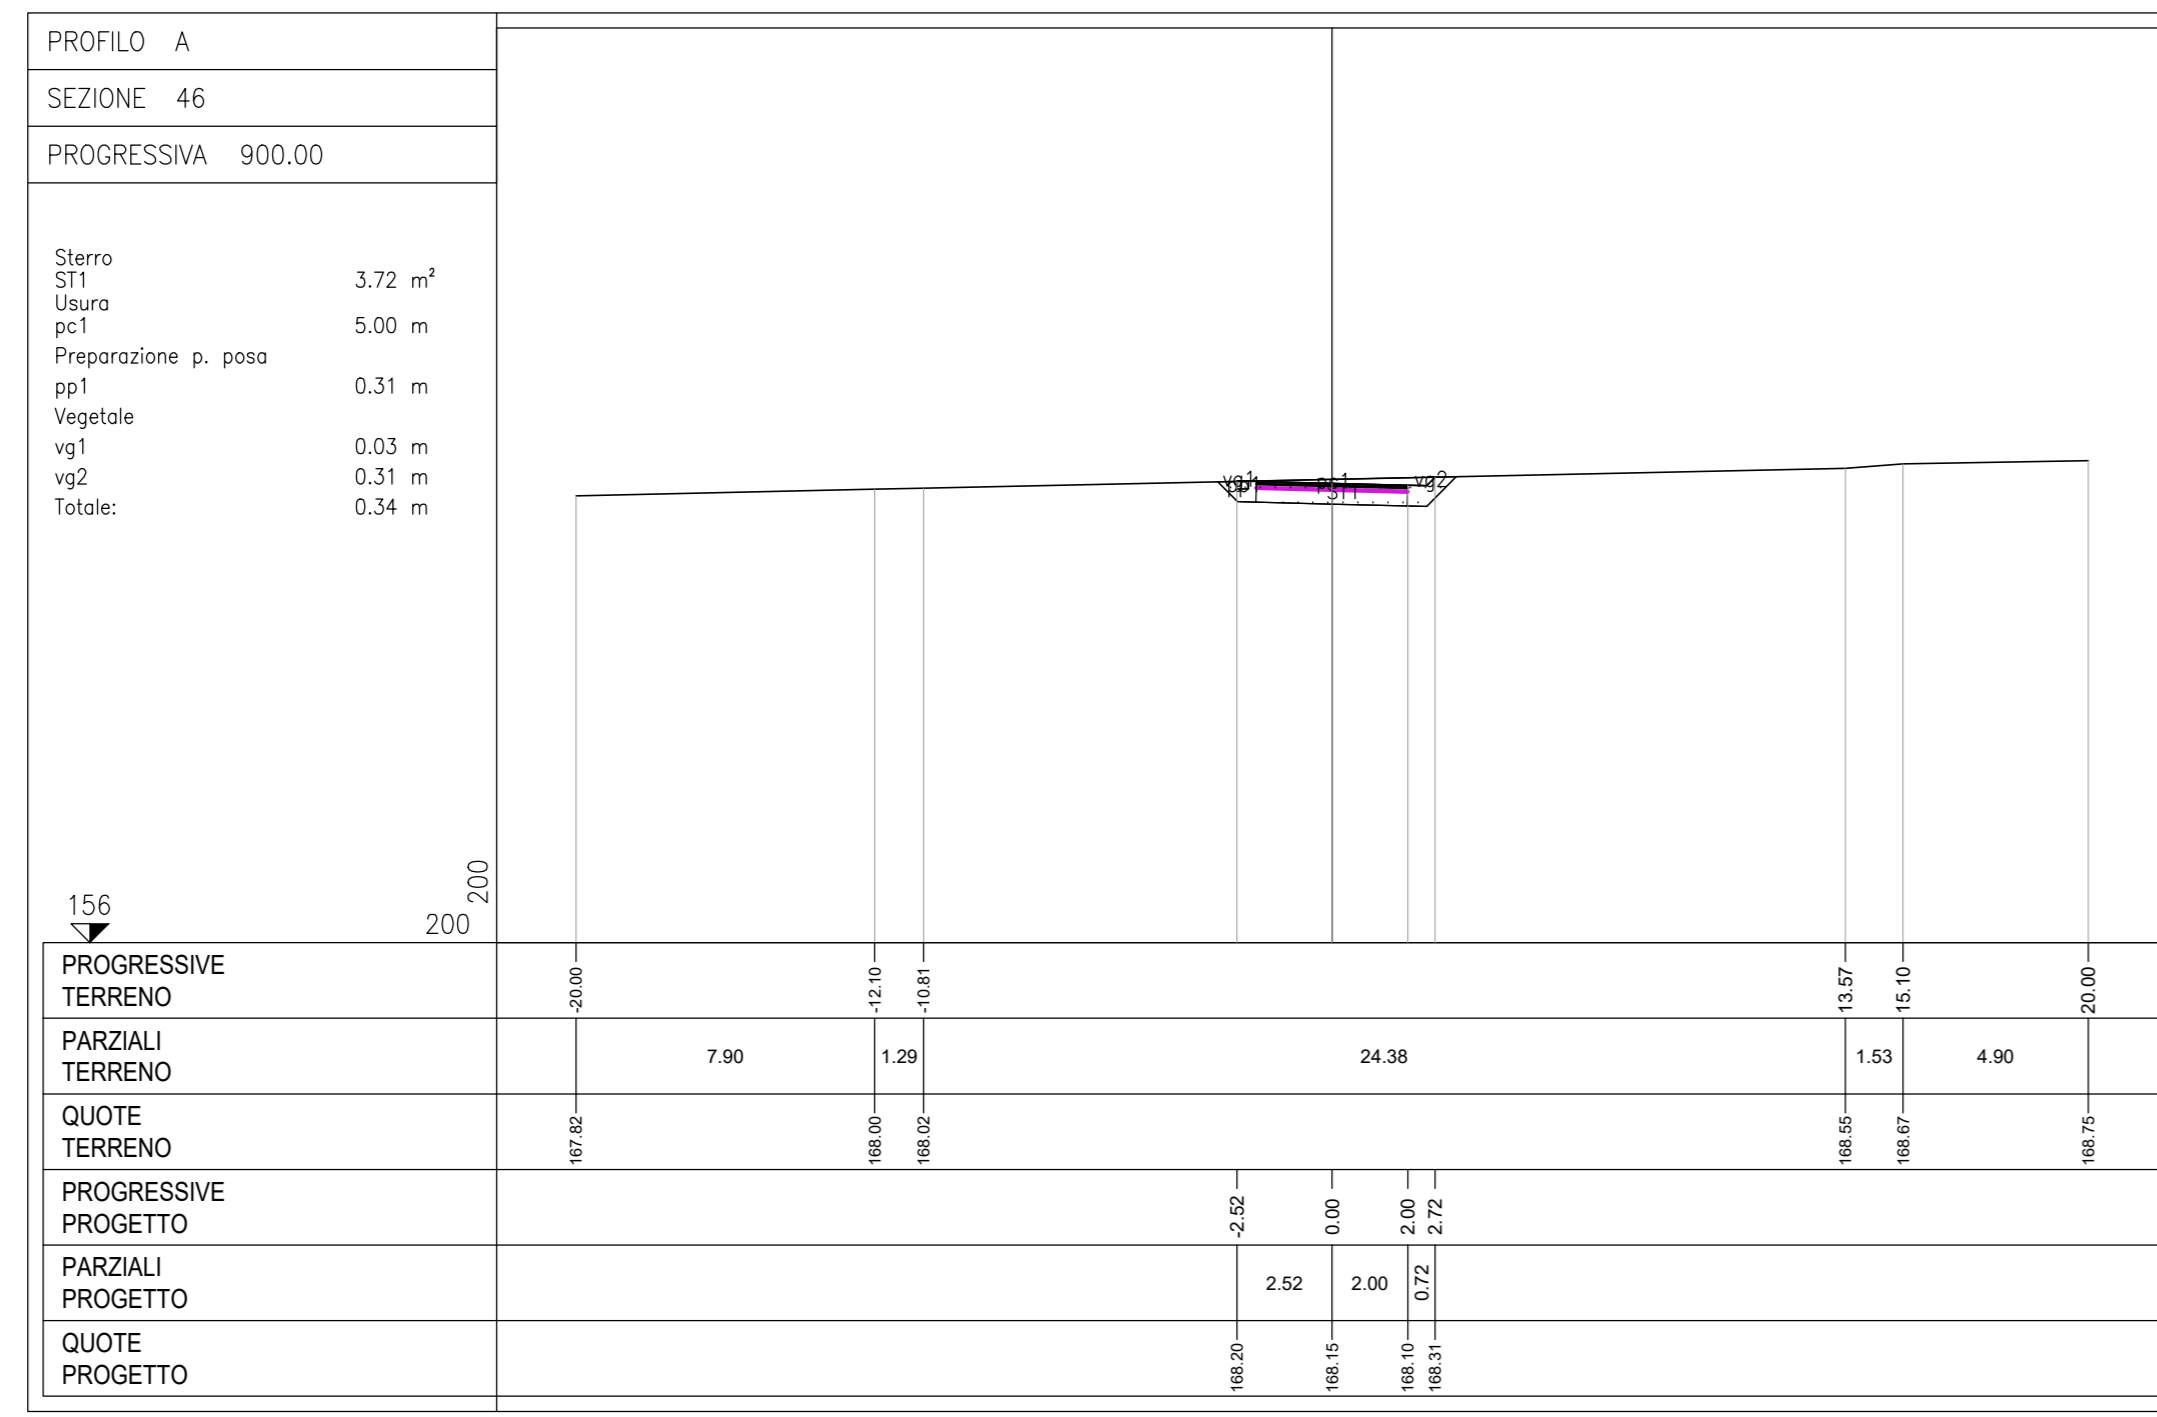 PROFILO A
SEZIONE 46
PROGRESSIVA 900.00
Sterro
ST1 3.72 m²
Usura
pc1 5.00 m
Preparazione p. posa
pp1 0.31 m
Vegetale
vg1 0.03 m
vg2 0.31 m
Totale: 0.34 m
vg1 pc1 vg2
pp1 ST1
200
156 200
PROGRESSIVE
TERRENO
-20.00 -12.10 -10.81 13.57 15.10 20.00
PARZIALI
TERRENO
7.90 1.29 24.38 1.53 4.90
QUOTE
TERRENO
167.82 168.00 168.02 168.55 168.67 168.75
PROGRESSIVE
PROGETTO
-2.52 0.00 2.00 2.72
PARZIALI
PROGETTO
2.52 2.00 0.72
QUOTE
PROGETTO
168.20 168.15 168.10 168.31